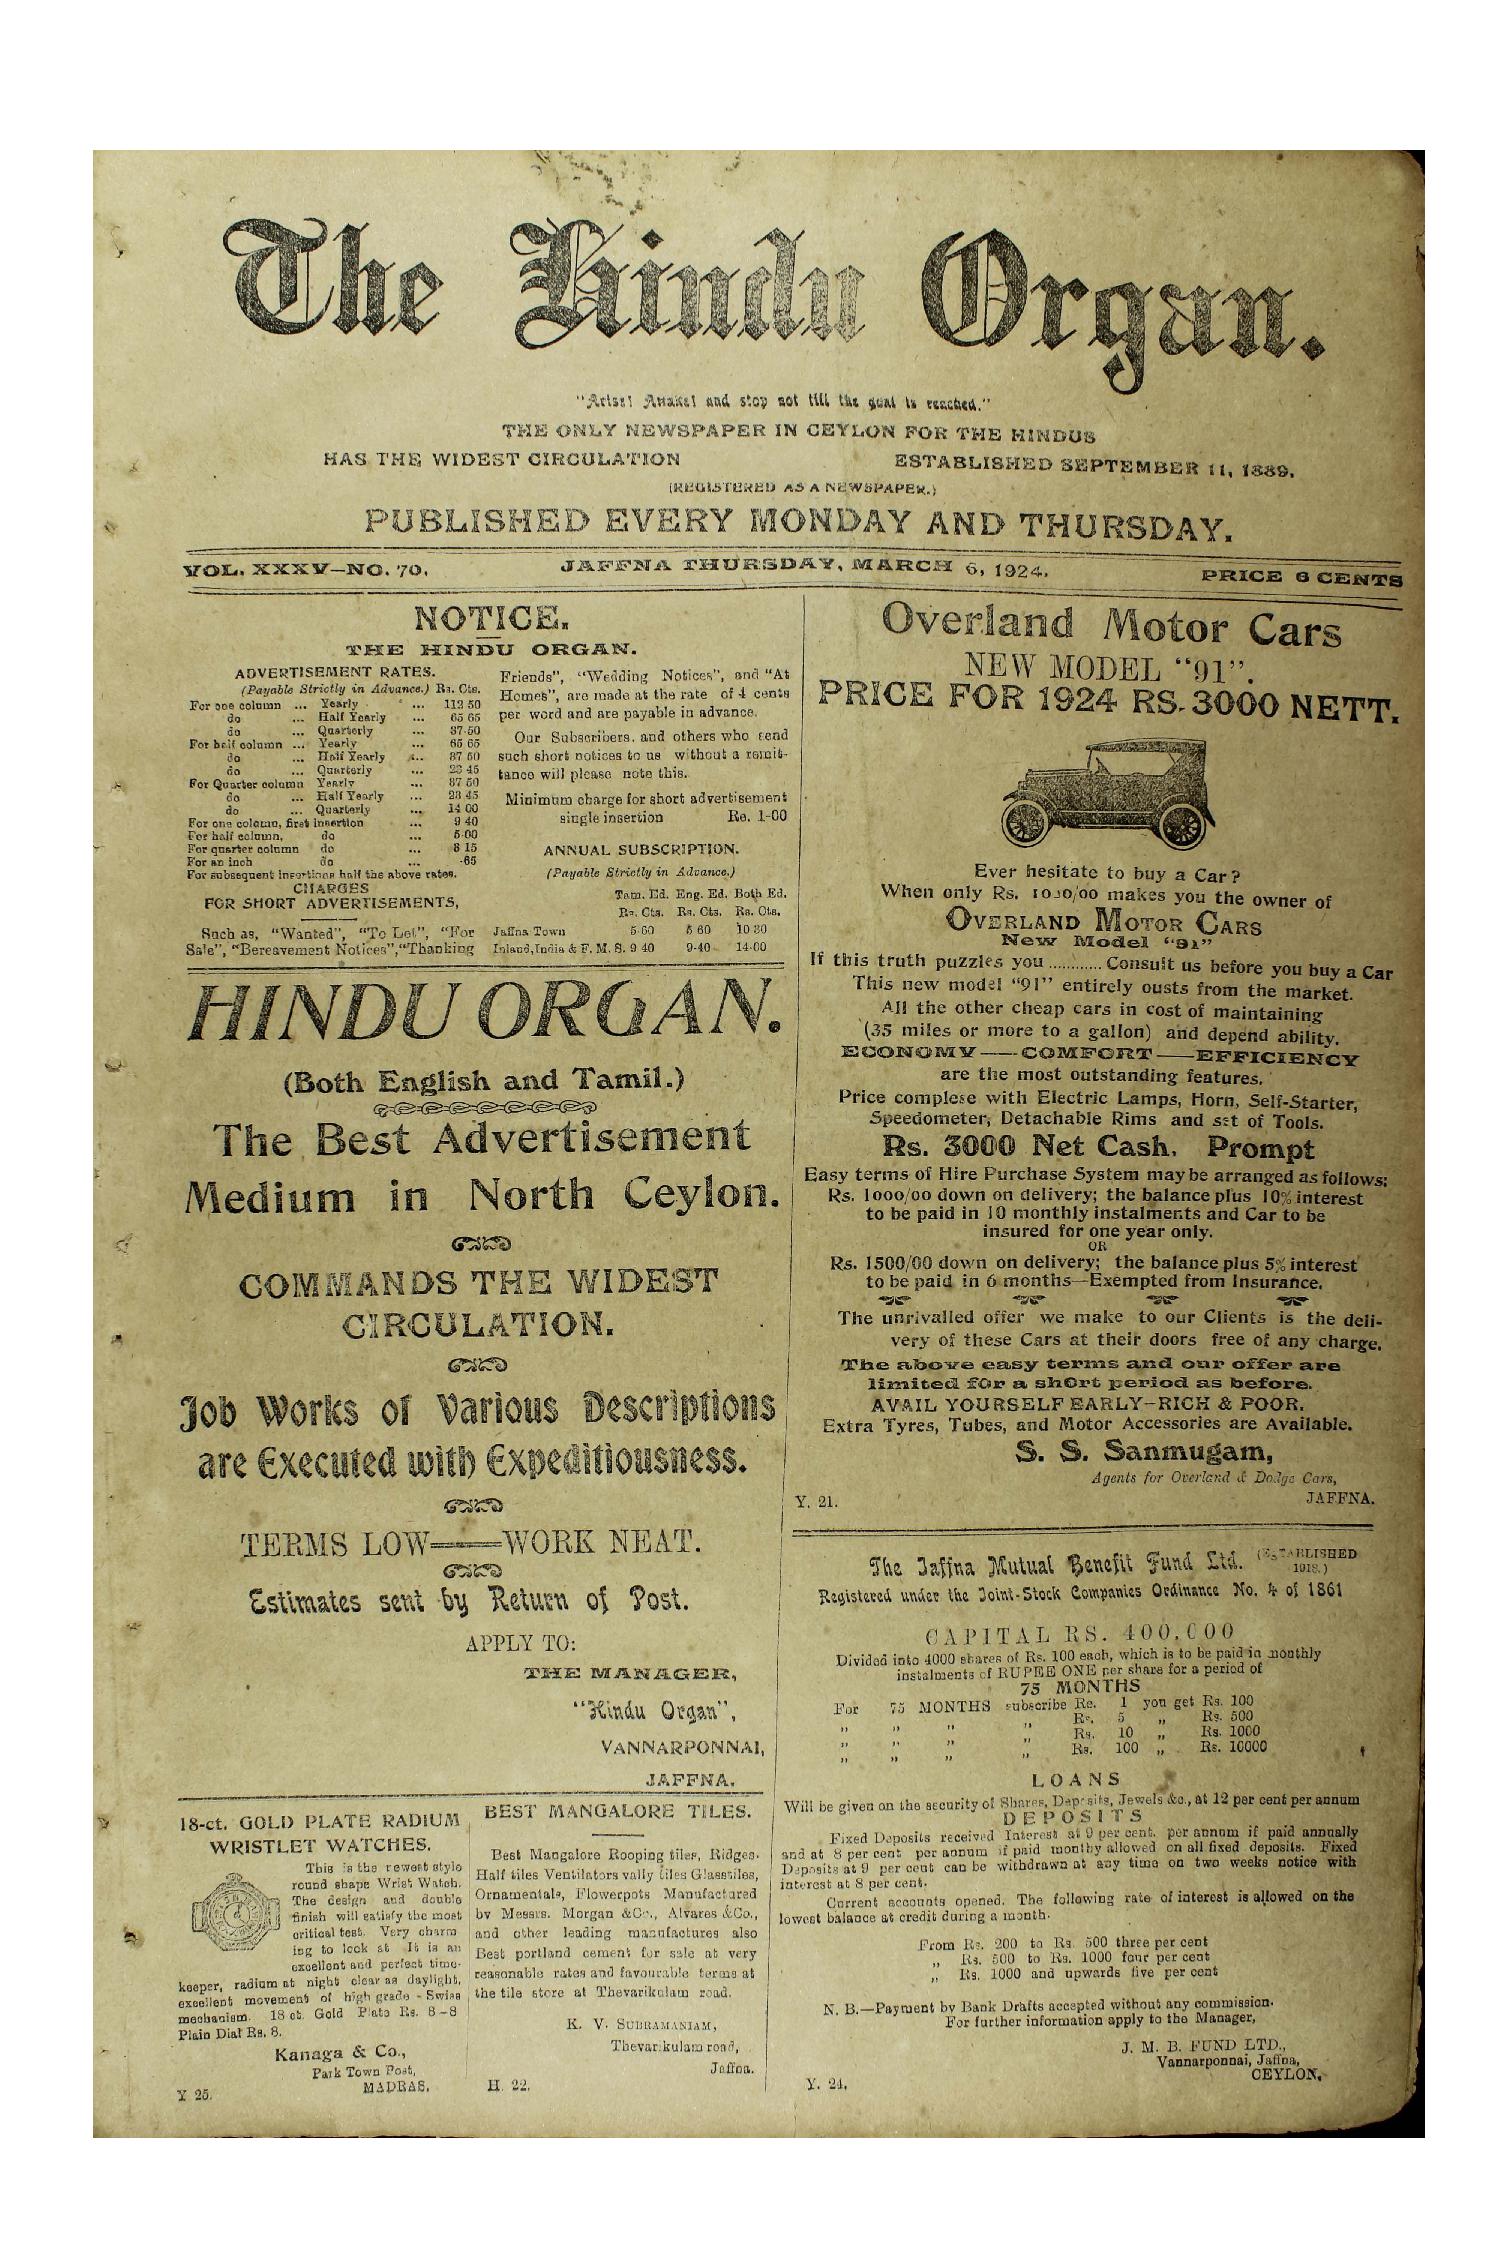 The Hindu Organ.
"Arise! Awake! and stop not till the goal is reached."
THE ONLY NEWSPAPER IN CEYLON FOR THE HINDUS
HAS THE WIDEST CIRCULATION ESTABLISHED SEPTEMBER 11, 1889.
(REGISTERED AS A NEWSPAPER.)
PUBLISHED EVERY MONDAY AND THURSDAY.
VOL. XXXV—NO. 70. JAFFNA THURSDAY, MARCH 6, 1924. PRICE 6 CENTS
NOTICE.
THE HINDU ORGAN.
ADVERTISEMENT RATES.
(Payable Strictly in Advance.) Rs. Cts.
For one column ... Yearly ... 112 50
do ... Half Yearly ... 65 65
do ... Quarterly ... 37-50
For half column ... Yearly ... 65 65
do ... Half Yearly ... 37 50
do ... Quarterly ... 23 45
For Quarter column Yearly ... 37 50
do ... Half Yearly ... 23 45
do ... Quarterly ... 14 00
For one column, first insertion ... 9 40
For half column, do ... 5-00
For quarter column do ... 3 15
For an inch do ... -65
For subsequent insertions half the above rates.
CHARGES
FOR SHORT ADVERTISEMENTS,
Such as, "Wanted", "To Let", "For
Sale", "Bereavement Notices", "Thanking
Friends", "Wedding Notices", and "At
Homes", are made at the rate of 4 cents
per word and are payable in advance.
Our Subscribers, and others who send
such short notices to us without a remit-
tance will please note this.
Minimum charge for short advertisement
single insertion Re. 1-00
ANNUAL SUBSCRIPTION.
(Payable Strictly in Advance.)
Tam. Ed. Eng. Ed. Both Ed.
Rs. Cts. Rs. Cts. Rs. Cts.
Jaffna Town 5-60 5 60 10 30
Inland, India & F. M. S. 9 40 9-40 14-00
HINDU ORGAN.
(Both English and Tamil.)
The Best Advertisement
Medium in North Ceylon.
COMMANDS THE WIDEST
CIRCULATION.
Job Works of Various Descriptions
are Executed with Expeditiousness.
TERMS LOW——WORK NEAT.
Estimates sent by Return of Post.
APPLY TO:
THE MANAGER,
"Hindu Organ",
VANNARPONNAI,
JAFFNA.
18-ct. GOLD PLATE RADIUM
WRISTLET WATCHES.
This is the newest style
round shape Wrist Watch.
The design and double
finish will satisfy the most
critical test. Very charm
ing to look at It is an
excellent and perfect time-
keeper, radium at night clear as daylight,
excellent movement of high grade - Swiss
mechanism. 18 ct. Gold Plate Rs. 8-8
Plain Dial Rs. 8.
Kanaga & Co.,
Park Town Post,
MADRAS.
Y 25.
BEST MANGALORE TILES.
Best Mangalore Rooping tiles, Ridges.
Half tiles Ventilators vally tiles Glasstiles,
Ornamentals, Flowerpots Manufactured
by Messrs. Morgan &Co., Alvares &Co.,
and other leading manufactures also
Best portland cement for sale at very
reasonable rates and favourable terms at
the tile store at Thevarikulam road.
K. V. SUBRAMANIAM,
Thevarikulam road,
Jaffna.
H. 22.
Overland Motor Cars
NEW MODEL "91".
PRICE FOR 1924 RS. 3000 NETT.
Ever hesitate to buy a Car?
When only Rs. 1000/00 makes you the owner of
OVERLAND MOTOR CARS
New Model "91"
If this truth puzzles you ............ Consult us before you buy a Car
This new model "91" entirely ousts from the market.
All the other cheap cars in cost of maintaining
(35 miles or more to a gallon) and depend ability.
ECONOMY——COMFORT——EFFICIENCY
are the most outstanding features.
Price complese with Electric Lamps, Horn, Self-Starter,
Speedometer, Detachable Rims and set of Tools.
Rs. 3000 Net Cash. Prompt
Easy terms of Hire Purchase System may be arranged as follows:
Rs. 1000/00 down on delivery; the balance plus 10% interest
to be paid in 10 monthly instalments and Car to be
insured for one year only.
OR
Rs. 1500/00 down on delivery; the balance plus 5% interest
to be paid in 6 months—Exempted from Insurance.
The unrivalled offer we make to our Clients is the deli-
very of these Cars at their doors free of any charge.
The above easy terms and our offer are
limited for a short period as before.
AVAIL YOURSELF EARLY—RICH & POOR.
Extra Tyres, Tubes, and Motor Accessories are Available.
S. S. Sanmugam,
Agents for Overland & Dodge Cars,
Y. 21. JAFFNA.
The Jaffna Mutual Benefit Fund Ltd. (ESTABLISHED
1918.)
Registered under the Joint-Stock Companies Ordinance No. 4 of 1861
CAPITAL RS. 400,000
Divided into 4000 shares of Rs. 100 each, which is to be paid in monthly
instalments of RUPEE ONE per share for a period of
75 MONTHS
For 75 MONTHS subscribe Re. 1 you get Rs. 100
„ „ „ „ Rs. 5 „ Rs. 500
„ „ „ „ Rs. 10 „ Rs. 1000
„ „ „ „ Rs. 100 „ Rs. 10000
LOANS
Will be given on the security of Shares, Deposits, Jewels &c., at 12 per cent per annum
DEPOSITS
Fixed Deposits received Interest at 9 per cent. per annum if paid annually
and at 8 per cent per annum if paid monthly allowed on all fixed deposits. Fixed
Deposits at 9 per cent can be withdrawn at any time on two weeks notice with
interest at 8 per cent.
Current accounts opened. The following rate of interest is allowed on the
lowest balance at credit during a month.
From Rs. 200 to Rs. 500 three per cent
„ Rs. 500 to Rs. 1000 four per cent
„ Rs. 1000 and upwards five per cent
N. B.—Payment by Bank Drafts accepted without any commission.
For further information apply to the Manager,
J. M. B. FUND LTD.,
Vannarponnai, Jaffna,
CEYLON.
Y. 24.